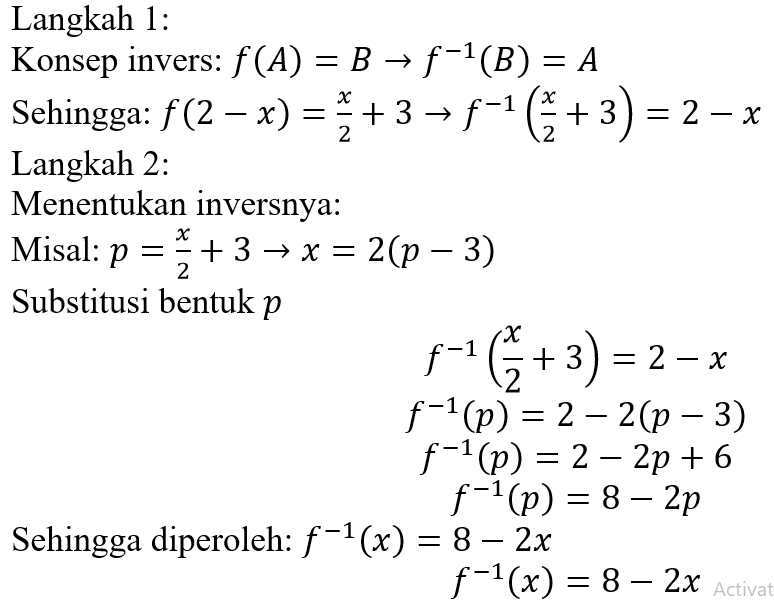 Langkah 1:
Konsep invers: f(A) = B → f⁻¹(B) = A
Sehingga: f(2 − x) = x/2 + 3 → f⁻¹(x/2 + 3) = 2 − x
Langkah 2:
Menentukan inversnya:
Misal: p = x/2 + 3 → x = 2(p − 3)
Substitusi bentuk p
f⁻¹(x/2 + 3) = 2 − x
f⁻¹(p) = 2 − 2(p − 3)
f⁻¹(p) = 2 − 2p + 6
f⁻¹(p) = 8 − 2p
Sehingga diperoleh: f⁻¹(x) = 8 − 2x
f⁻¹(x) = 8 − 2x
Activat